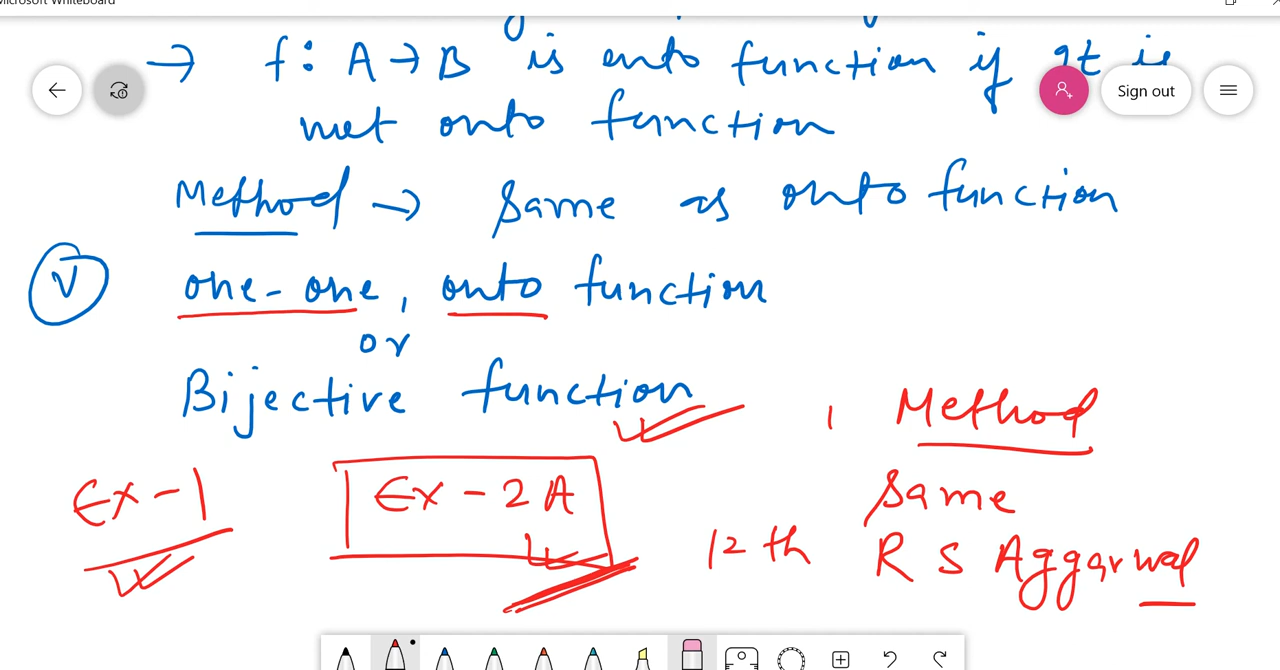 Microsoft Whiteboard
→ f: A→B is onto function if it is
not onto function
Sign out
Method → Same as onto function
V one-one, onto function
or
Bijective function
, Method
Ex-1 Ex-2A Same
12th R S Aggarwal